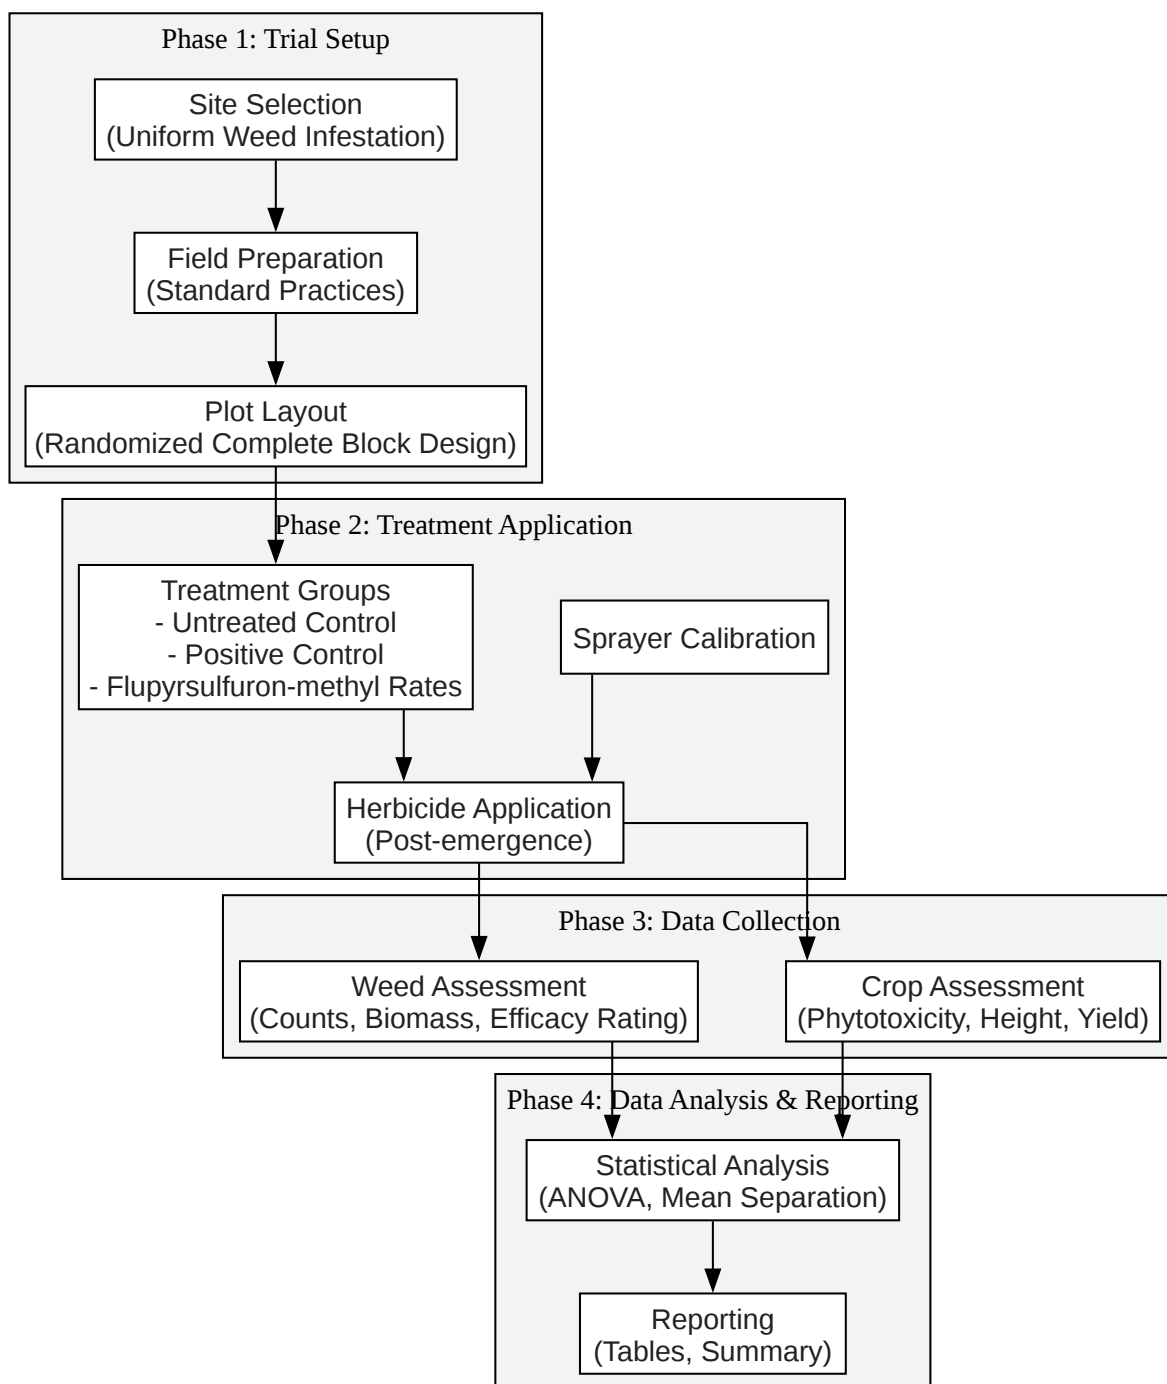 Phase 1: Trial Setup
Site Selection
(Uniform Weed Infestation)
Field Preparation
(Standard Practices)
Plot Layout
(Randomized Complete Block Design)
Phase 2: Treatment Application
Treatment Groups
- Untreated Control
- Positive Control
- Flupyrsulfuron-methyl Rates
Sprayer Calibration
Herbicide Application
(Post-emergence)
Phase 3: Data Collection
Weed Assessment
(Counts, Biomass, Efficacy Rating)
Crop Assessment
(Phytotoxicity, Height, Yield)
Phase 4: Data Analysis & Reporting
Statistical Analysis
(ANOVA, Mean Separation)
Reporting
(Tables, Summary)